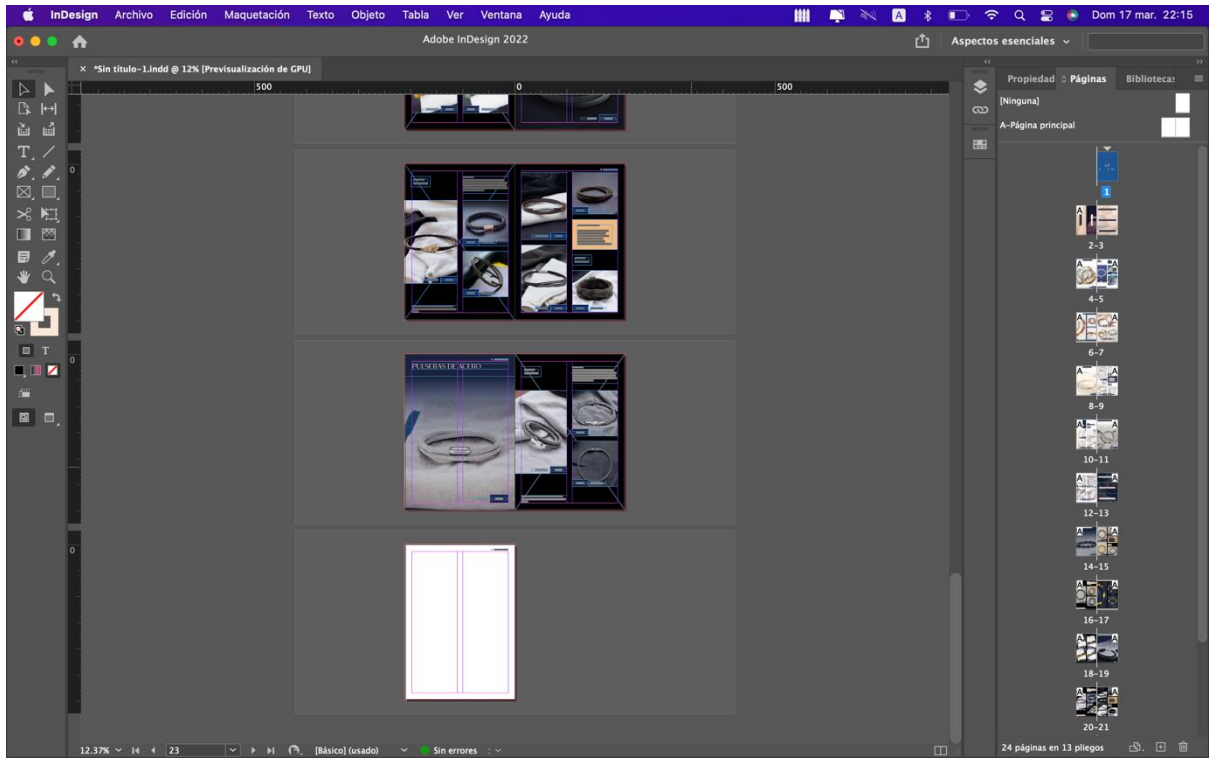 InDesign Archivo Edición Maquetación Texto Objeto Tabla Ver Ventana Ayuda
A Dom 17 mar. 22:15
Adobe InDesign 2022
Aspectos esenciales
× *Sin título-1.indd @ 12% [Previsualización de GPU]
500 0 500
0
0
0
PULSERAS DE ACERO
T
T
Propiedad Páginas Bibliotecas
[Ninguna]
A-Página principal
1
A
2-3
A A
4-5
A A
6-7
A A
8-9
A A
10-11
A A
12-13
A A
14-15
A A
16-17
A A
18-19
A A
20-21
24 páginas en 13 pliegos
12.37% 23 [Básico] (usado) Sin errores